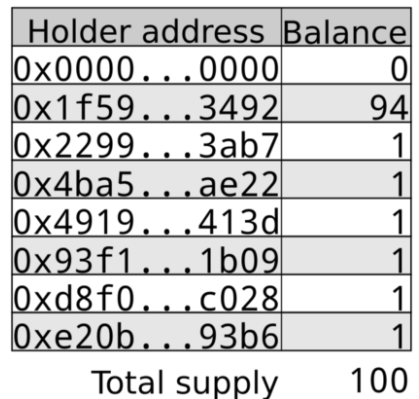 Holder address Balance
0x0000...0000 0
0x1f59...3492 94
0x2299...3ab7 1
0x4ba5...ae22 1
0x4919...413d 1
0x93f1...1b09 1
0xd8f0...c028 1
0xe20b...93b6 1
Total supply 100